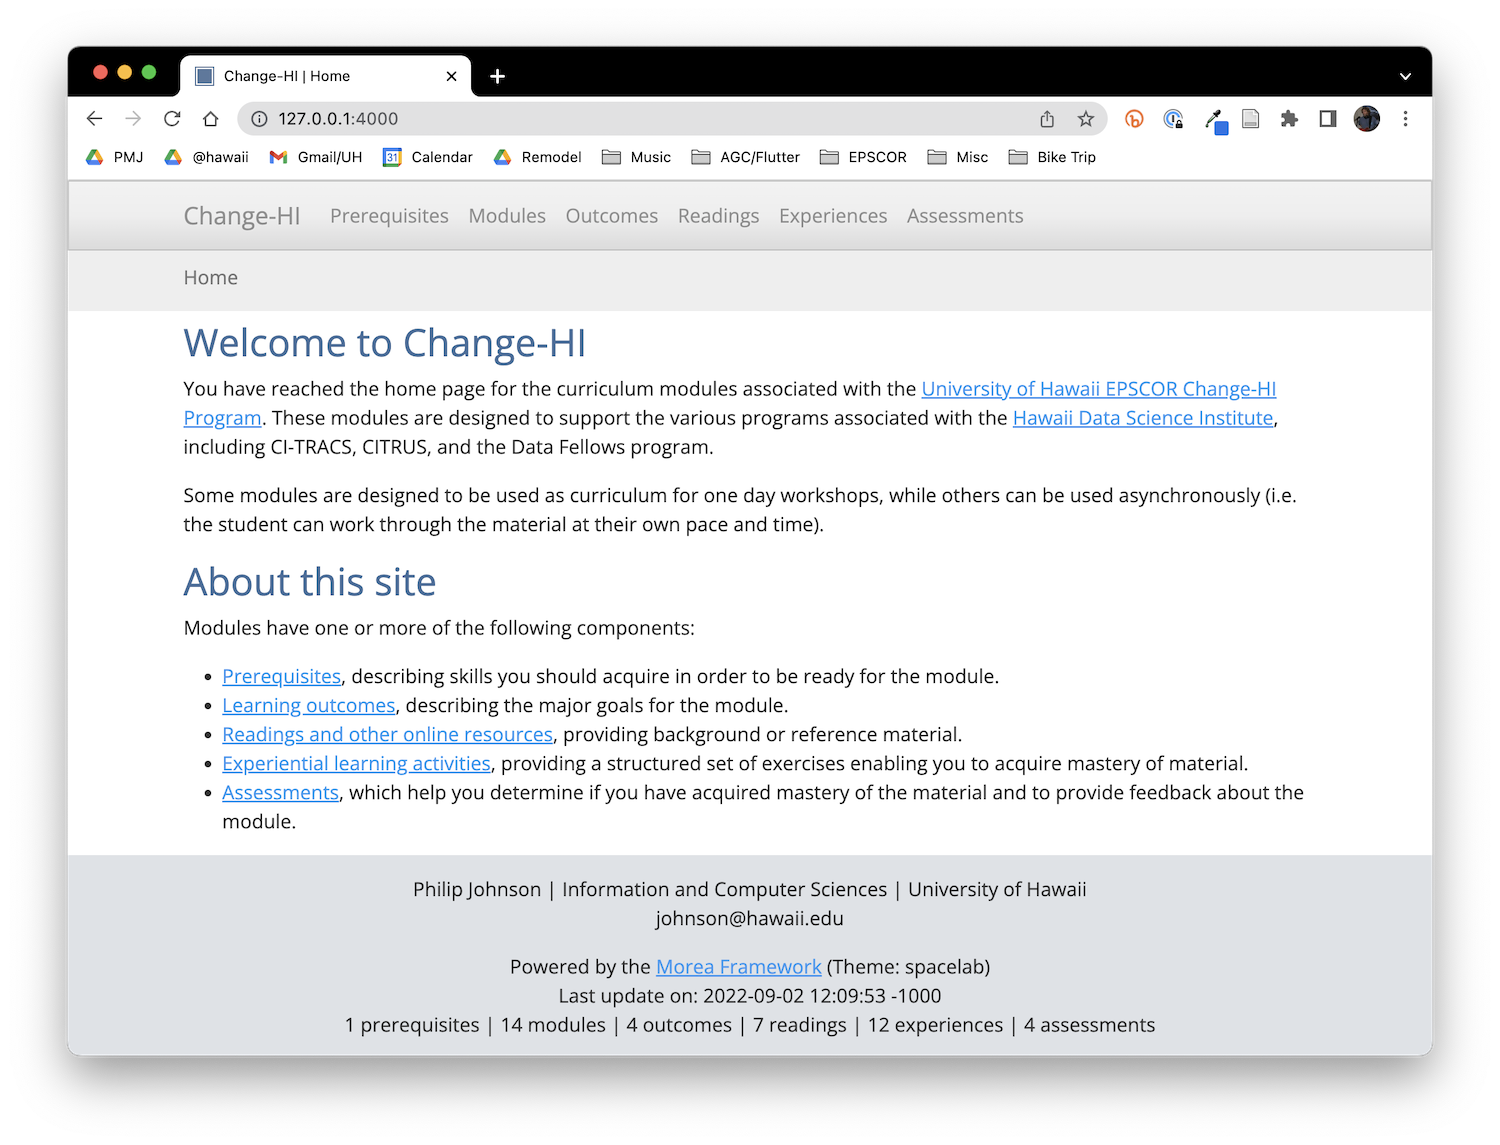 Change-HI | Home
127.0.0.1:4000
PMJ @hawaii Gmail/UH 31 Calendar Remodel Music AGC/Flutter EPSCOR Misc Bike Trip
Change-HI Prerequisites Modules Outcomes Readings Experiences Assessments
Home
Welcome to Change-HI
You have reached the home page for the curriculum modules associated with the University of Hawaii EPSCOR Change-HI
Program. These modules are designed to support the various programs associated with the Hawaii Data Science Institute,
including CI-TRACS, CITRUS, and the Data Fellows program.
Some modules are designed to be used as curriculum for one day workshops, while others can be used asynchronously (i.e.
the student can work through the material at their own pace and time).
About this site
Modules have one or more of the following components:
• Prerequisites, describing skills you should acquire in order to be ready for the module.
• Learning outcomes, describing the major goals for the module.
• Readings and other online resources, providing background or reference material.
• Experiential learning activities, providing a structured set of exercises enabling you to acquire mastery of material.
• Assessments, which help you determine if you have acquired mastery of the material and to provide feedback about the
module.
Philip Johnson | Information and Computer Sciences | University of Hawaii
johnson@hawaii.edu
Powered by the Morea Framework (Theme: spacelab)
Last update on: 2022-09-02 12:09:53 -1000
1 prerequisites | 14 modules | 4 outcomes | 7 readings | 12 experiences | 4 assessments